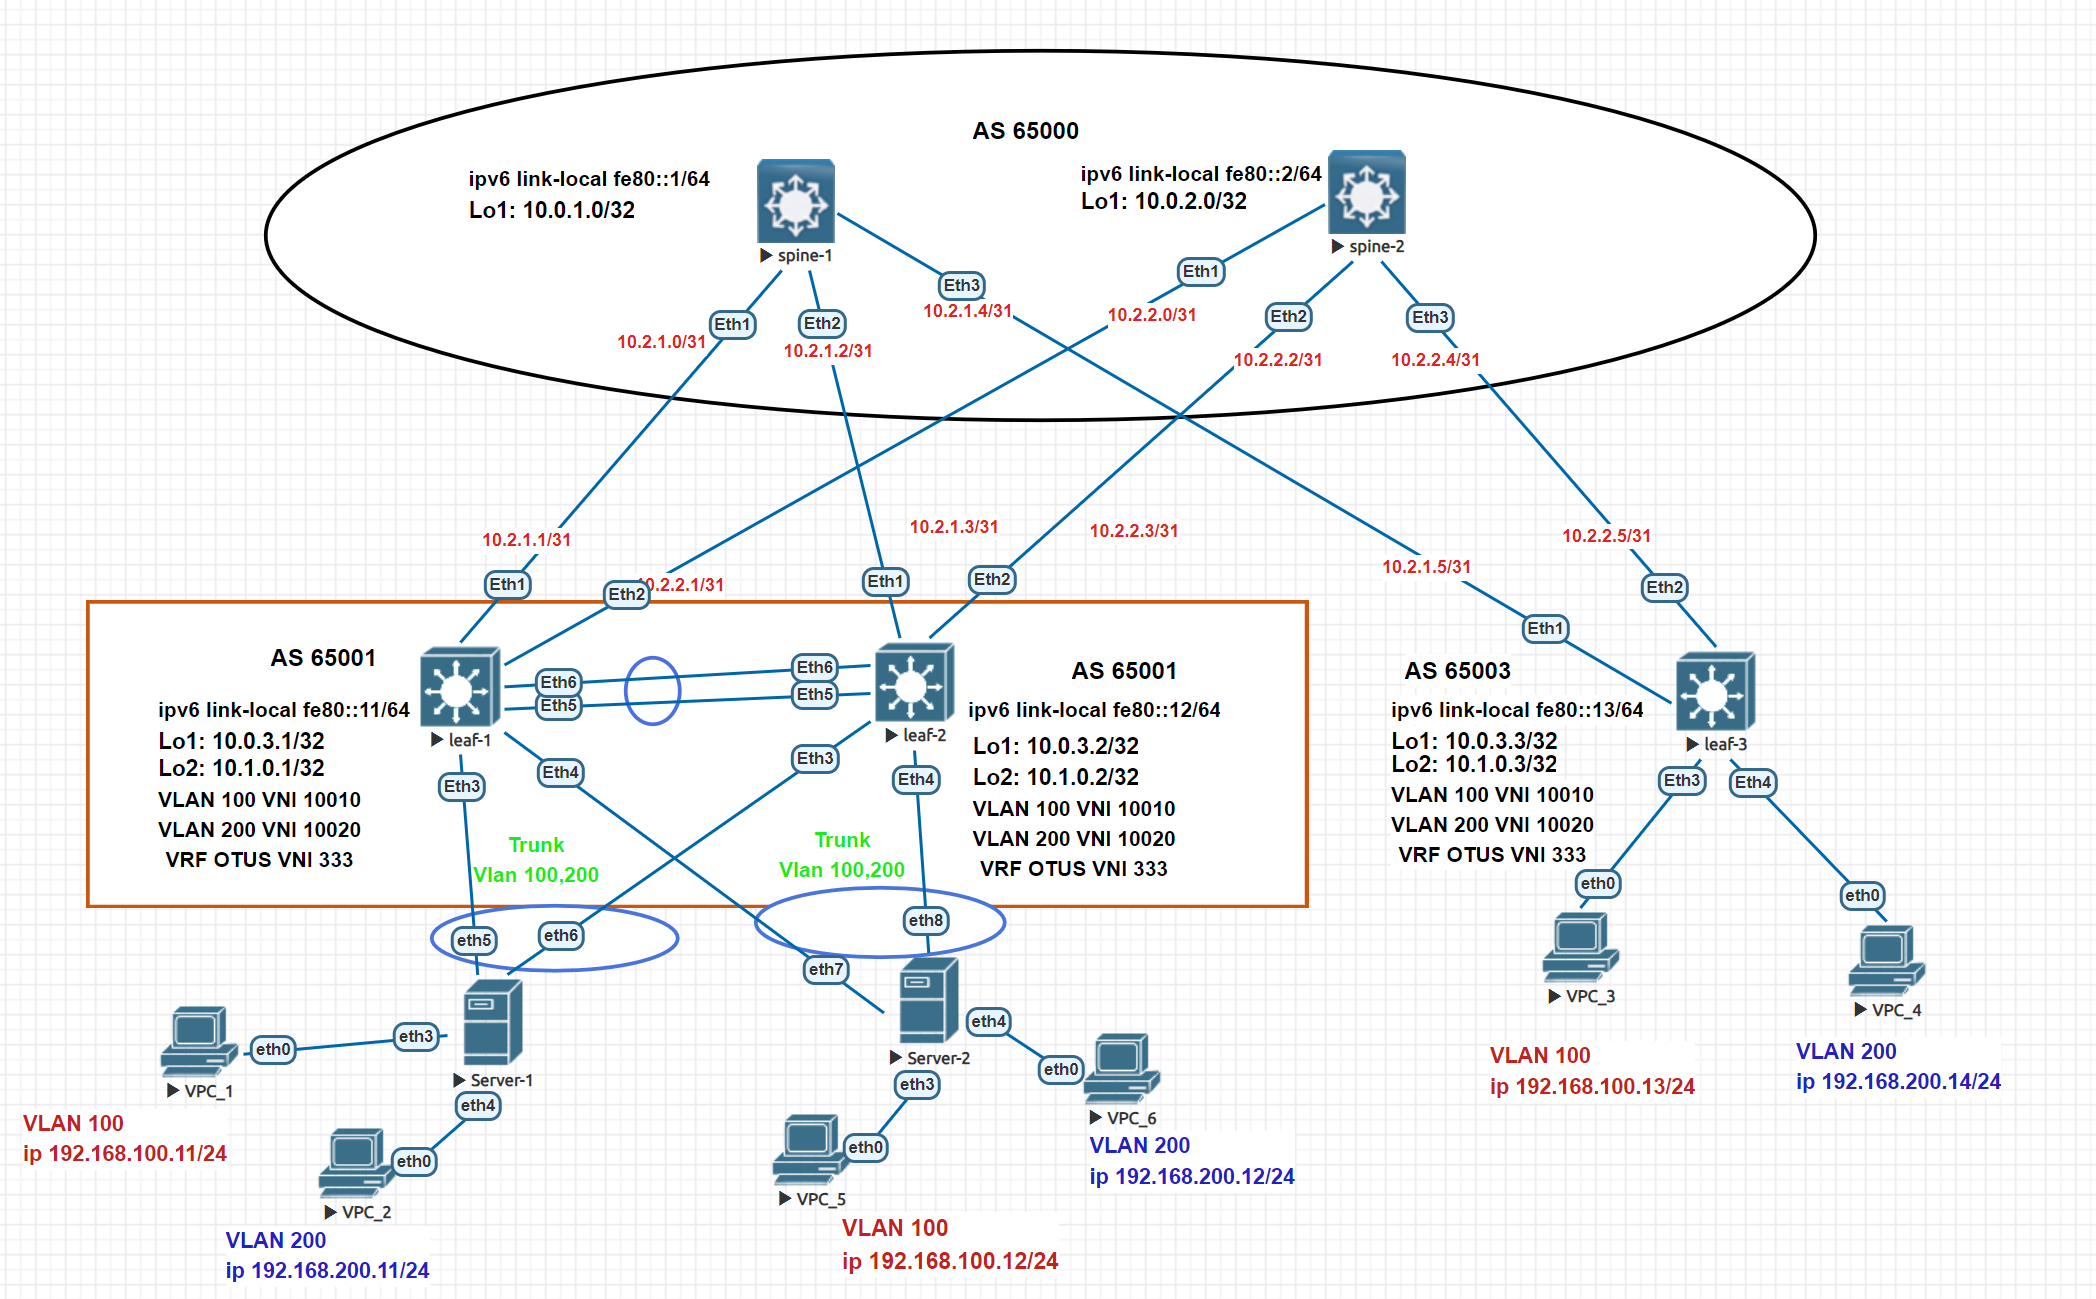 AS 65000
ipv6 link-local fe80::1/64
Lo1: 10.0.1.0/32
spine-1
ipv6 link-local fe80::2/64
Lo1: 10.0.2.0/32
spine-2
Eth1
10.2.1.0/31
Eth2
10.2.1.2/31
Eth3
10.2.1.4/31
Eth1
10.2.2.0/31
Eth2
10.2.2.2/31
Eth3
10.2.2.4/31
10.2.1.1/31
Eth1
Eth2
10.2.2.1/31
10.2.1.3/31
Eth1
10.2.2.3/31
Eth2
10.2.1.5/31
Eth1
10.2.2.5/31
Eth2
AS 65001
ipv6 link-local fe80::11/64
Lo1: 10.0.3.1/32
Lo2: 10.1.0.1/32
VLAN 100 VNI 10010
VLAN 200 VNI 10020
VRF OTUS VNI 333
leaf-1
Eth6
Eth5
Eth6
Eth5
Eth3
Eth4
leaf-2
Eth3
Eth4
AS 65001
ipv6 link-local fe80::12/64
Lo1: 10.0.3.2/32
Lo2: 10.1.0.2/32
VLAN 100 VNI 10010
VLAN 200 VNI 10020
VRF OTUS VNI 333
Trunk
Vlan 100,200
Trunk
Vlan 100,200
AS 65003
ipv6 link-local fe80::13/64
Lo1: 10.0.3.3/32
Lo2: 10.1.0.3/32
VLAN 100 VNI 10010
VLAN 200 VNI 10020
VRF OTUS VNI 333
leaf-3
Eth3
Eth4
eth0
eth0
eth5
eth6
eth7
eth8
Server-1
eth3
eth0
VPC_1
VLAN 100
ip 192.168.100.11/24
eth4
eth0
VPC_2
VLAN 200
ip 192.168.200.11/24
Server-2
eth3
eth0
VPC_5
VLAN 100
ip 192.168.100.12/24
eth4
eth0
VPC_6
VLAN 200
ip 192.168.200.12/24
VPC_3
VLAN 100
ip 192.168.100.13/24
VPC_4
VLAN 200
ip 192.168.200.14/24